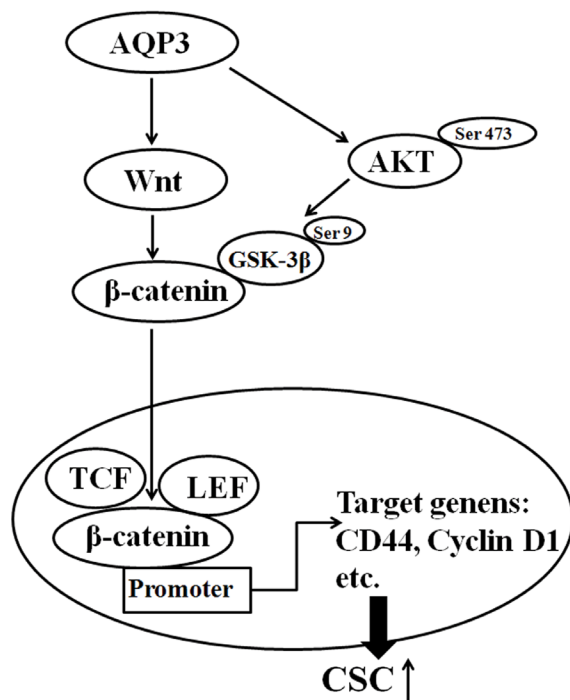 AQP3
Ser 473
AKT
Wnt
Ser 9
GSK-3β
β-catenin
TCF
LEF
β-catenin
Promoter
Target genens:
CD44, Cyclin D1
etc.
CSC